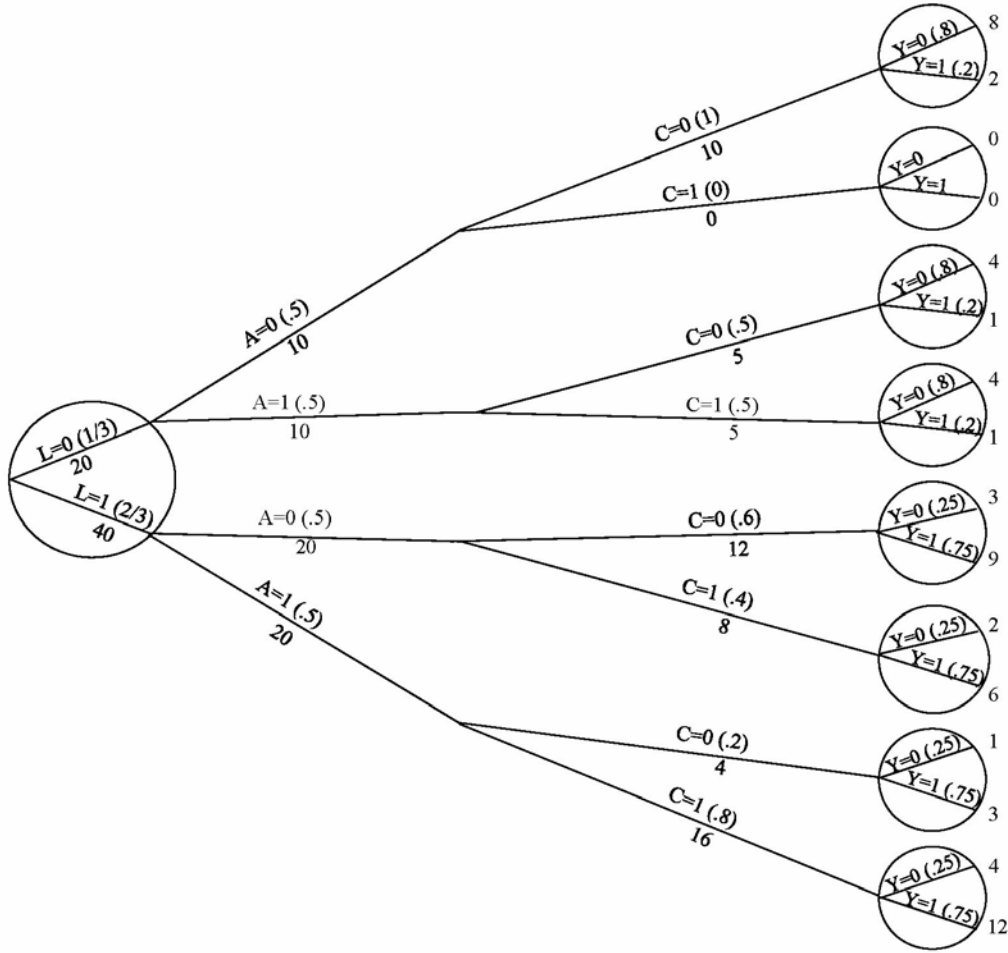 Y=0 (.8)
8
Y=1 (.2)
2
C=0 (1)
10
Y=0
0
Y=1
0
C=1 (0)
0
Y=0 (.8)
4
Y=1 (.2)
1
A=0 (.5)
10
C=0 (.5)
5
Y=0 (.8)
4
Y=1 (.2)
1
A=1 (.5)
10
C=1 (.5)
5
L=0 (1/3)
20
L=1 (2/3)
40
A=0 (.5)
20
C=0 (.6)
12
Y=0 (.25)
3
Y=1 (.75)
9
A=1 (.5)
20
C=1 (.4)
8
Y=0 (.25)
2
Y=1 (.75)
6
C=0 (.2)
4
Y=0 (.25)
1
Y=1 (.75)
3
C=1 (.8)
16
Y=0 (.25)
4
Y=1 (.75)
12